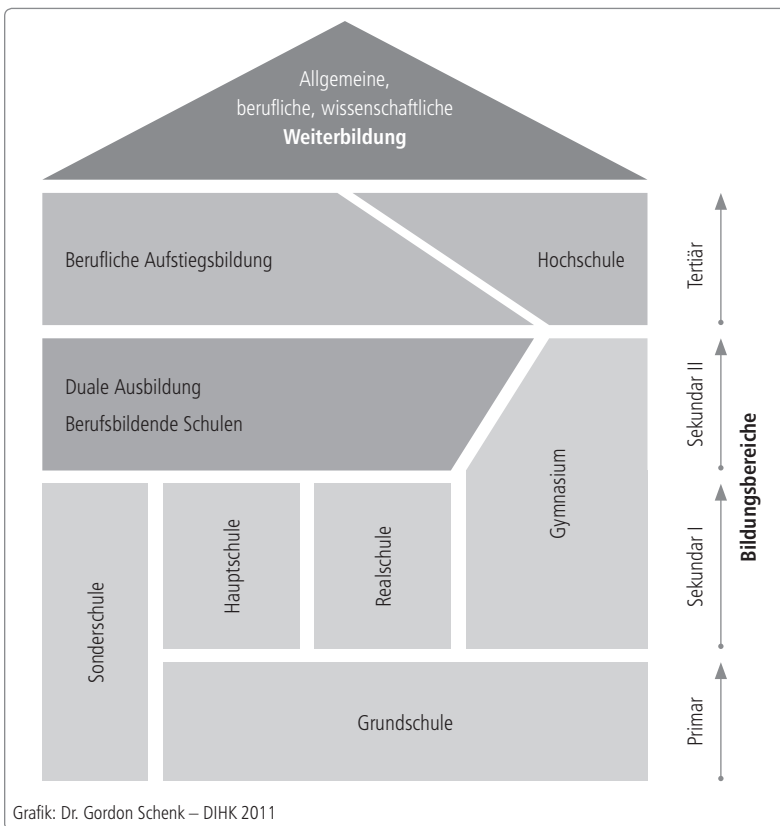 Allgemeine,
berufliche, wissenschaftliche
Weiterbildung
Berufliche Aufstiegsbildung
Hochschule
Tertiär
Duale Ausbildung
Berufsbildende Schulen
Sekundar II
Gymnasium
Bildungsbereiche
Sonderschule
Hauptschule
Realschule
Sekundar I
Grundschule
Primar
Grafik: Dr. Gordon Schenk – DIHK 2011